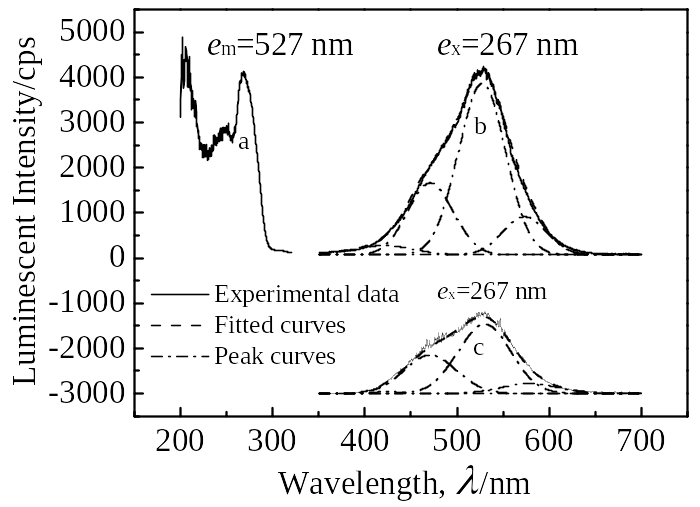 5000
4000
3000
2000
1000
0
-1000
-2000
-3000
Luminescent Intensity/cps
em=527 nm
ex=267 nm
a
b
Experimental data
Fitted curves
Peak curves
ex=267 nm
c
200 300 400 500 600 700
Wavelength, λ/nm